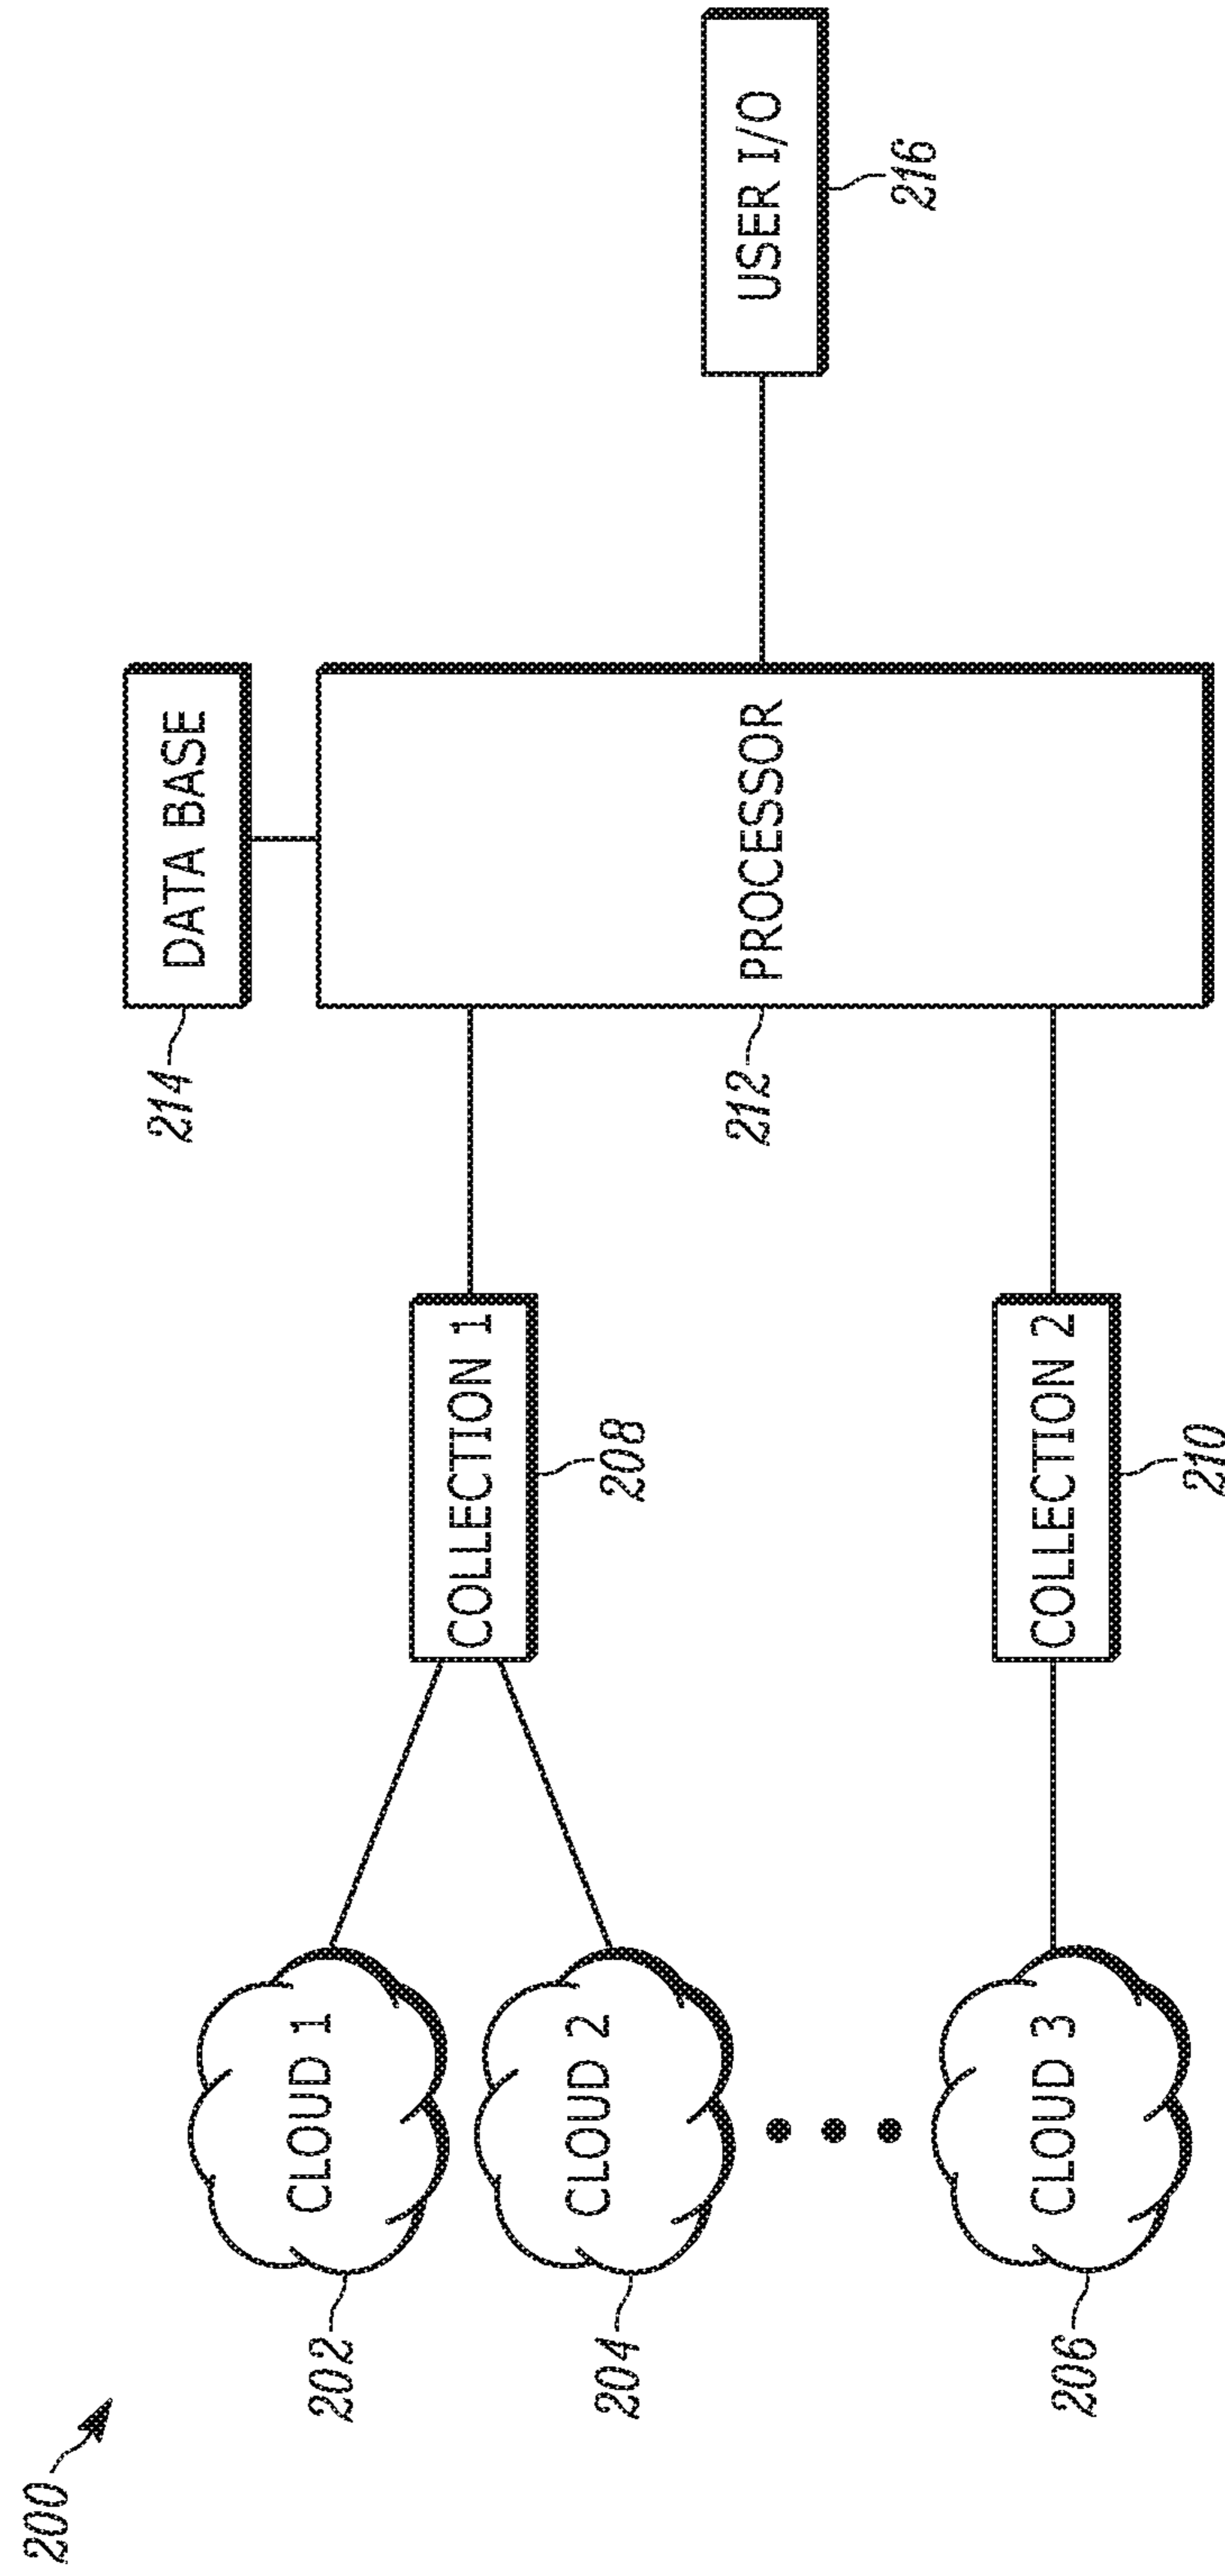 200
202
CLOUD 1
204
CLOUD 2
206
CLOUD 3
COLLECTION 1
208
COLLECTION 2
210
214
DATA BASE
212
PROCESSOR
USER I/O
216